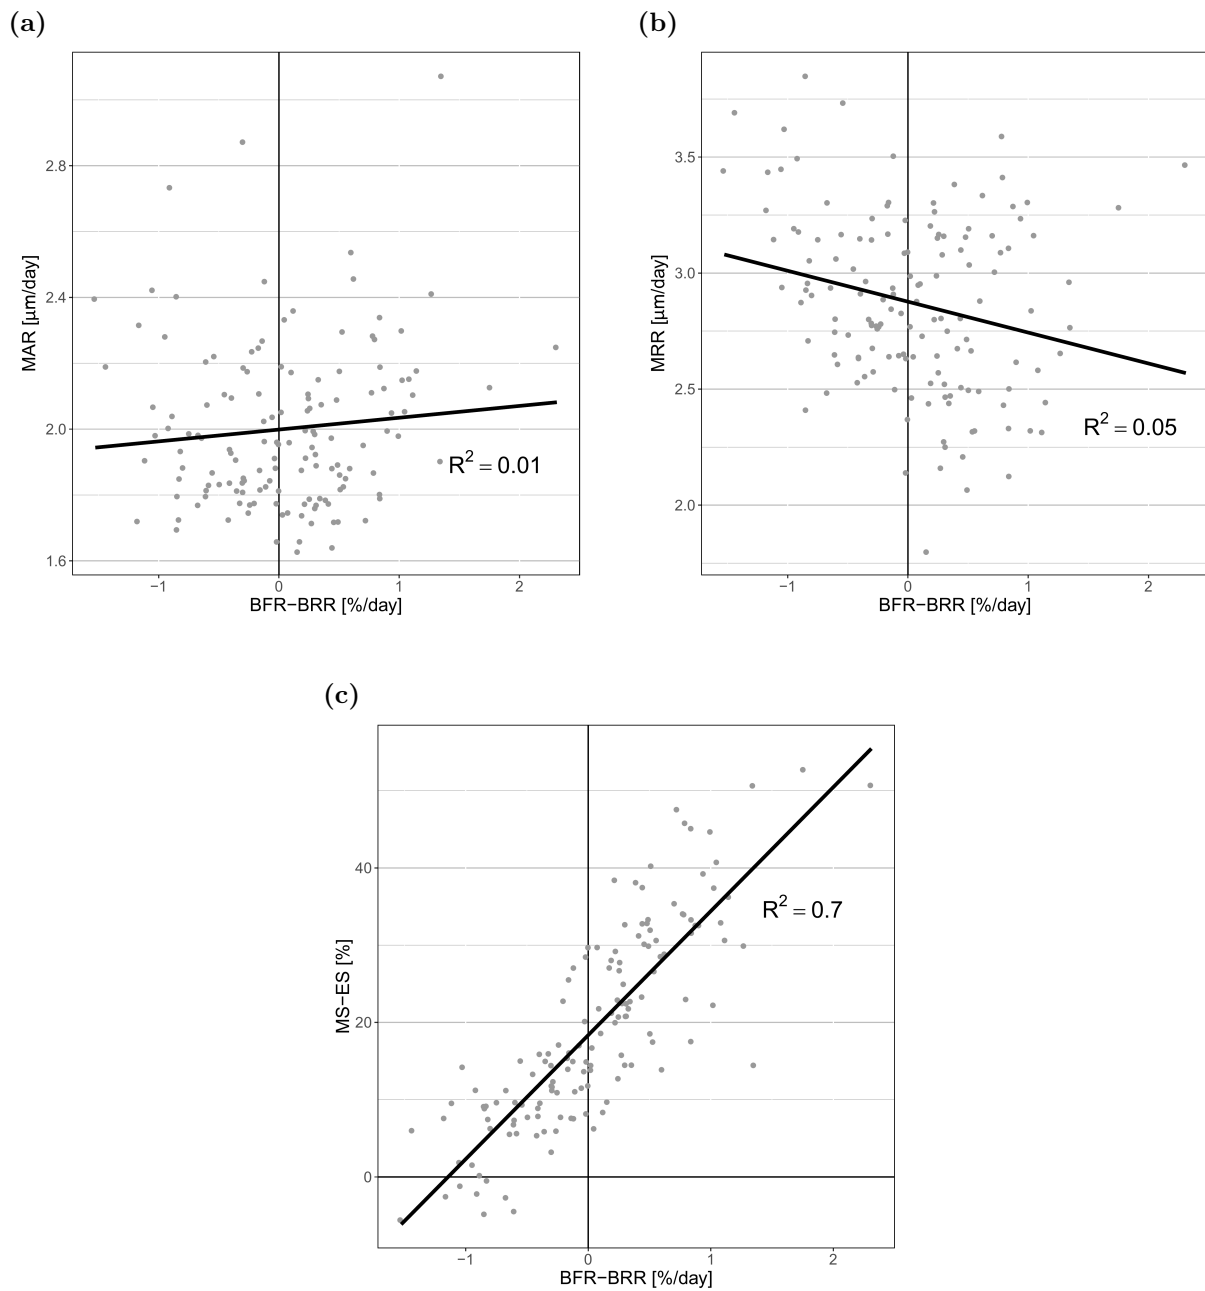 (a)
MAR [µm/day]
2.8
2.4
2.0
1.6
R² = 0.01
−1
0
1
2
BFR−BRR [%/day]
(b)
MRR [µm/day]
3.5
3.0
2.5
2.0
R² = 0.05
−1
0
1
2
BFR−BRR [%/day]
(c)
MS−ES [%]
40
20
0
R² = 0.7
−1
0
1
2
BFR−BRR [%/day]